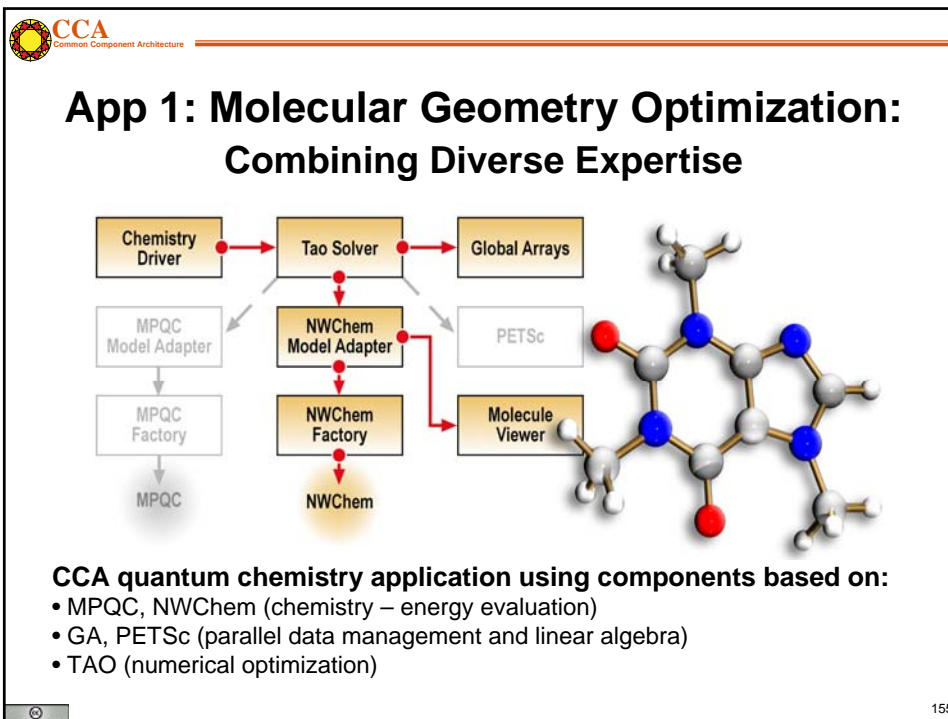 CCA
Common Component Architecture
App 1: Molecular Geometry Optimization:
Combining Diverse Expertise
Chemistry
Driver
Tao Solver
Global Arrays
MPQC
Model Adapter
NWChem
Model Adapter
PETSc
MPQC
Factory
NWChem
Factory
Molecule
Viewer
MPQC
NWChem
CCA quantum chemistry application using components based on:
• MPQC, NWChem (chemistry – energy evaluation)
• GA, PETSc (parallel data management and linear algebra)
• TAO (numerical optimization)
cc
155